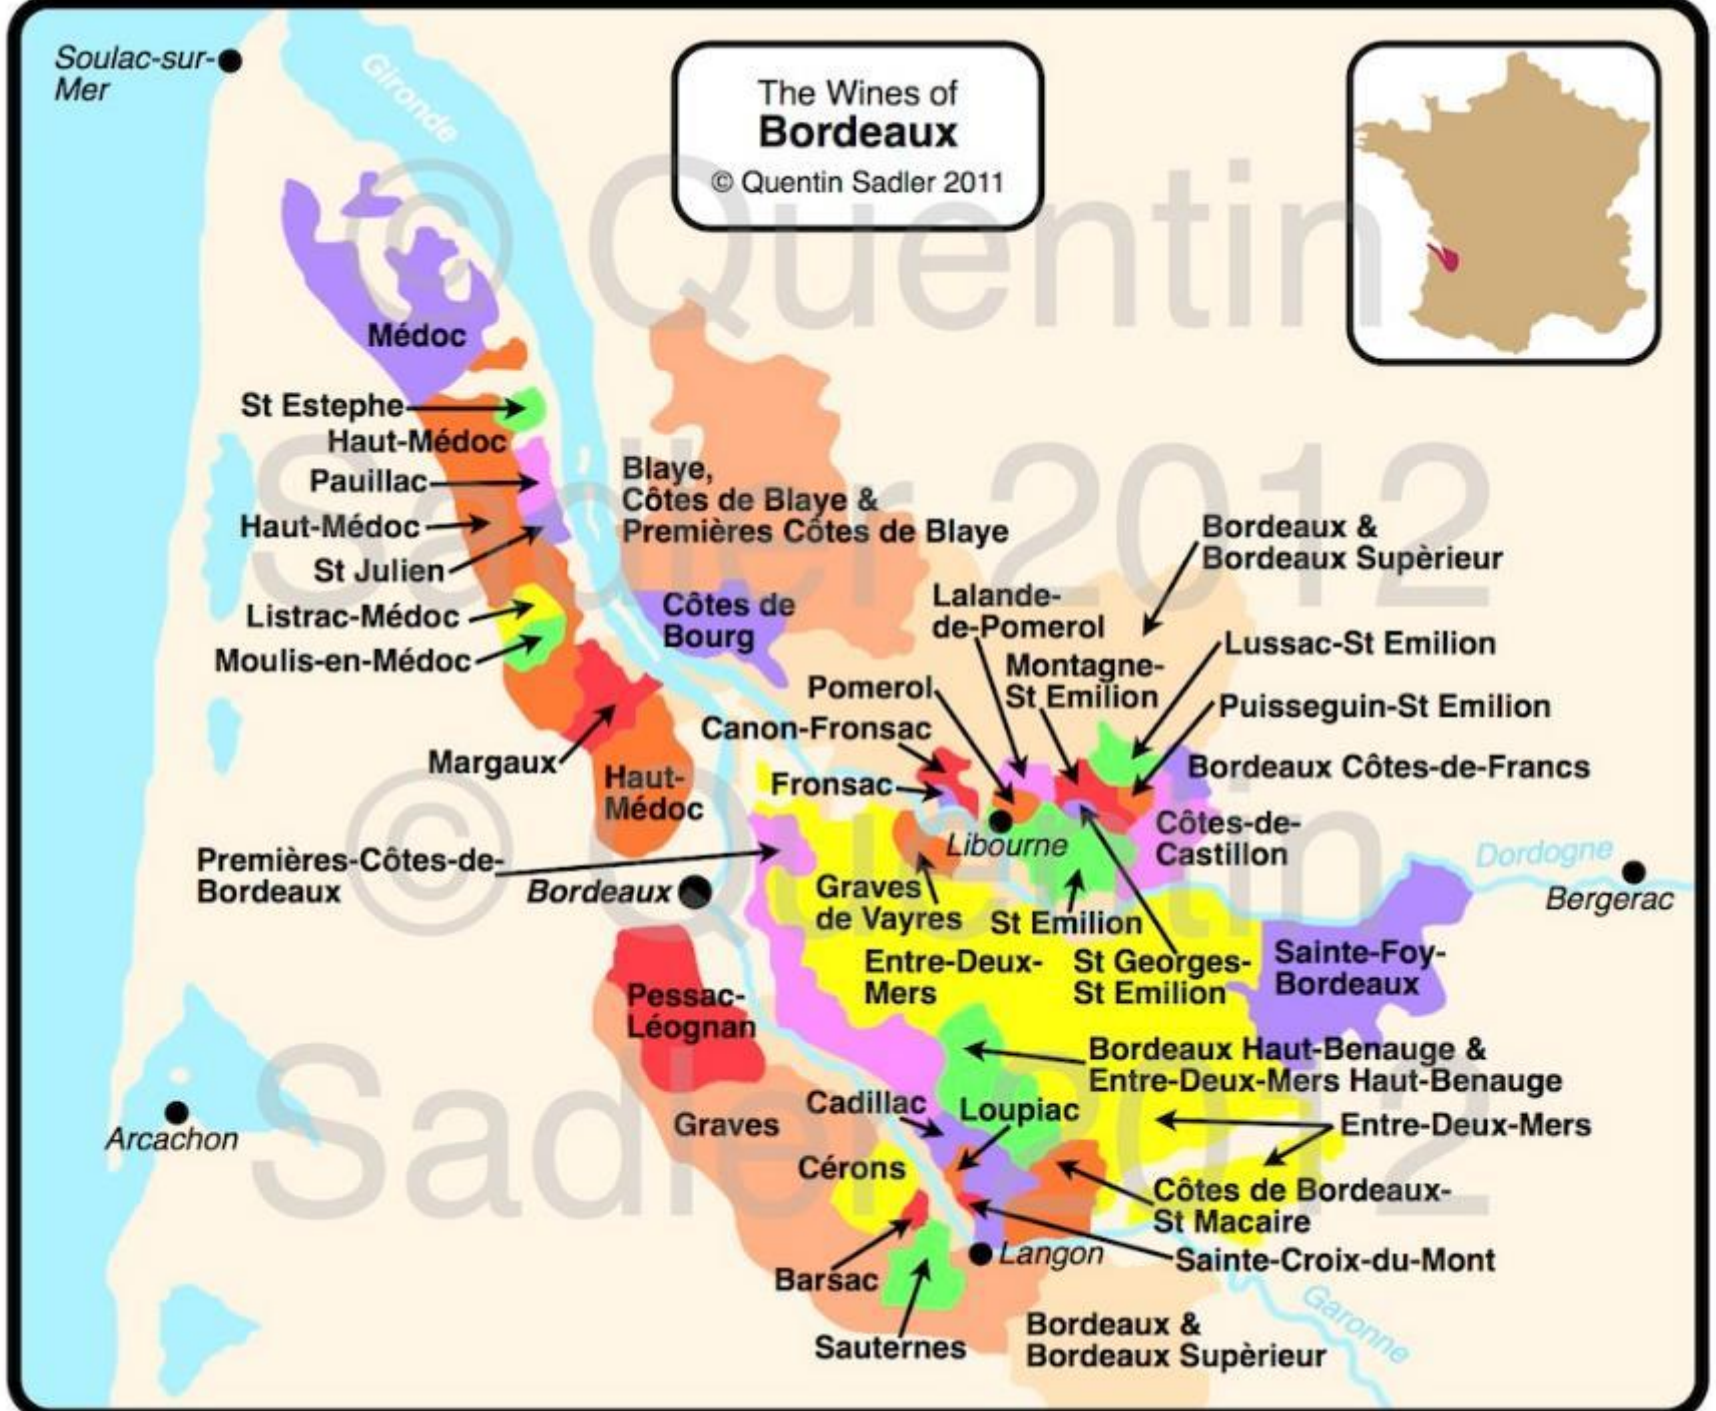 Soulac-sur-
Mer
Gironde
The Wines of
Bordeaux
© Quentin Sadler 2011
© Quentin
Sadler 2012
© Quentin
Sadler 2012
Médoc
St Estephe
Haut-Médoc
Pauillac
Haut-Médoc
St Julien
Listrac-Médoc
Moulis-en-Médoc
Margaux
Haut-
Médoc
Blaye,
Côtes de Blaye &
Premières Côtes de Blaye
Côtes de
Bourg
Bordeaux &
Bordeaux Supèrieur
Lalande-
de-Pomerol
Lussac-St Emilion
Montagne-
St Emilion
Pomerol
Puisseguin-St Emilion
Canon-Fronsac
Bordeaux Côtes-de-Francs
Fronsac
Libourne
Côtes-de-
Castillon
Dordogne
Bergerac
Premières-Côtes-de-
Bordeaux
Bordeaux
Graves
de Vayres
St Emilion
Entre-Deux-
Mers
St Georges-
St Emilion
Sainte-Foy-
Bordeaux
Pessac-
Léognan
Bordeaux Haut-Benauge &
Entre-Deux-Mers Haut-Benauge
Cadillac
Loupiac
Graves
Entre-Deux-Mers
Arcachon
Cérons
Côtes de Bordeaux-
St Macaire
Langon
Sainte-Croix-du-Mont
Barsac
Garonne
Sauternes
Bordeaux &
Bordeaux Supèrieur